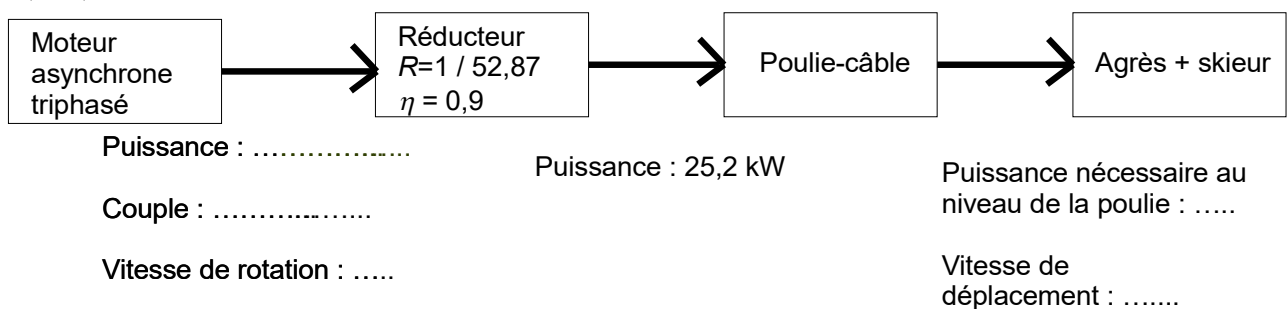 Moteur
asynchrone
triphasé
Réducteur
R=1 / 52,87
η = 0,9
Poulie-câble
Agrès + skieur
Puissance : …………......
Couple : ………...…….
Vitesse de rotation : …..
Puissance : 25,2 kW
Puissance nécessaire au
niveau de la poulie : …..
Vitesse de
déplacement : …....